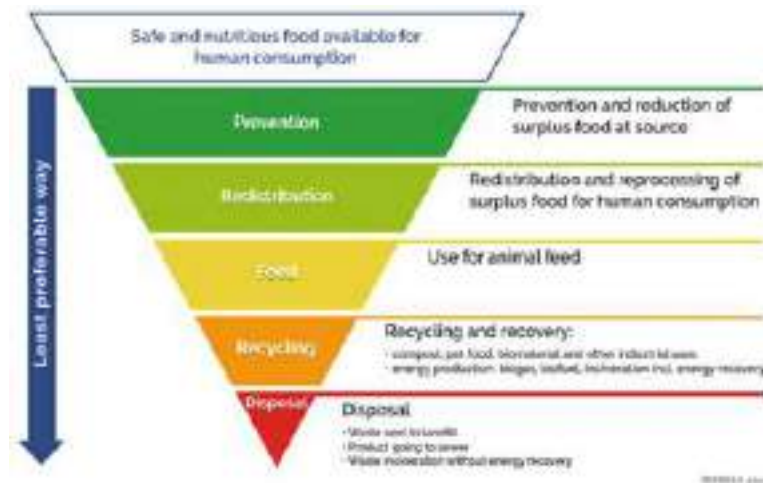 Safe and nutritious food available for
human consumption
Least preferable way
Prevention
Prevention and reduction of
surplus food at source
Redistribution
Redistribution and reprocessing of
surplus food for human consumption
Use for animal feed
Recycling
Recycling and recovery:
- compost, pet food, biomaterial and other industrial uses
- energy production: biogas, biofuel, incineration incl. energy recovery
Disposal
Disposal
- Waste sent to landfill
- Product going to sewer
- Waste incineration without energy recovery